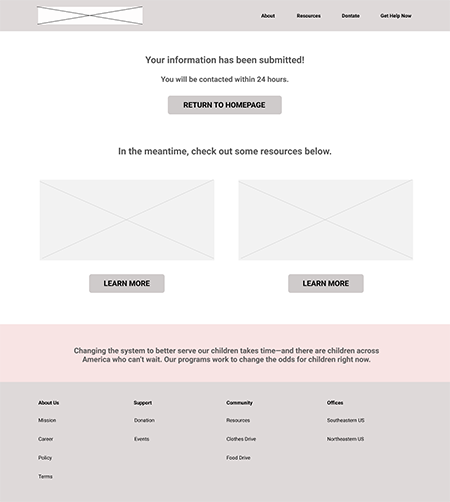 About Resources Dontate Get Help Now
Your information has been submitted!
You will be contacted within 24 hours.
RETURN TO HOMEPAGE
In the meantime, check out some resources below.
LEARN MORE LEARN MORE
Changing the system to better serve our children takes time—and there are children across
America who can't wait. Our programs work to change the odds for children right now.
About Us Support Community Offices
Mission Donation Resources Southeastern US
Career Events Clothes Drive Northeastern US
Policy Food Drive
Terms